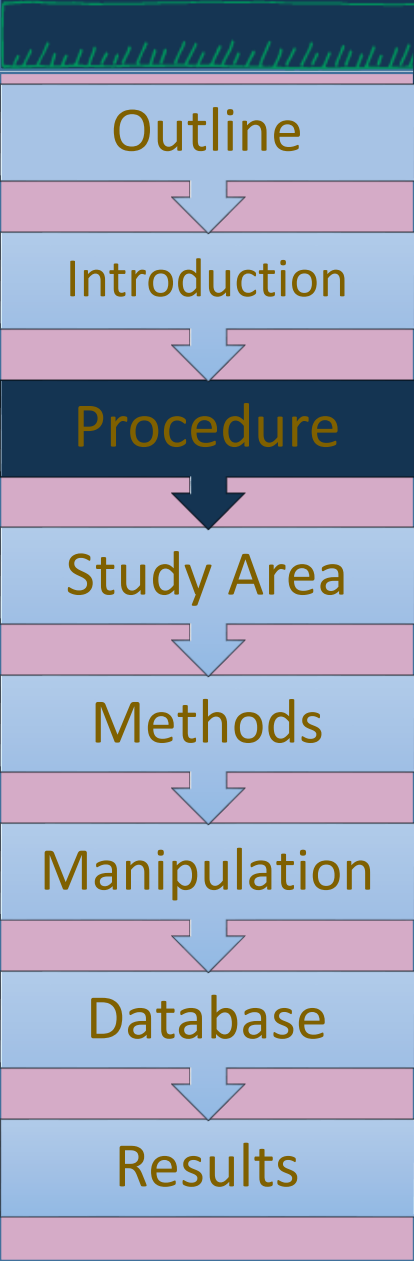 Outline
Introduction
Procedure
Study Area
Methods
Manipulation
Database
Results